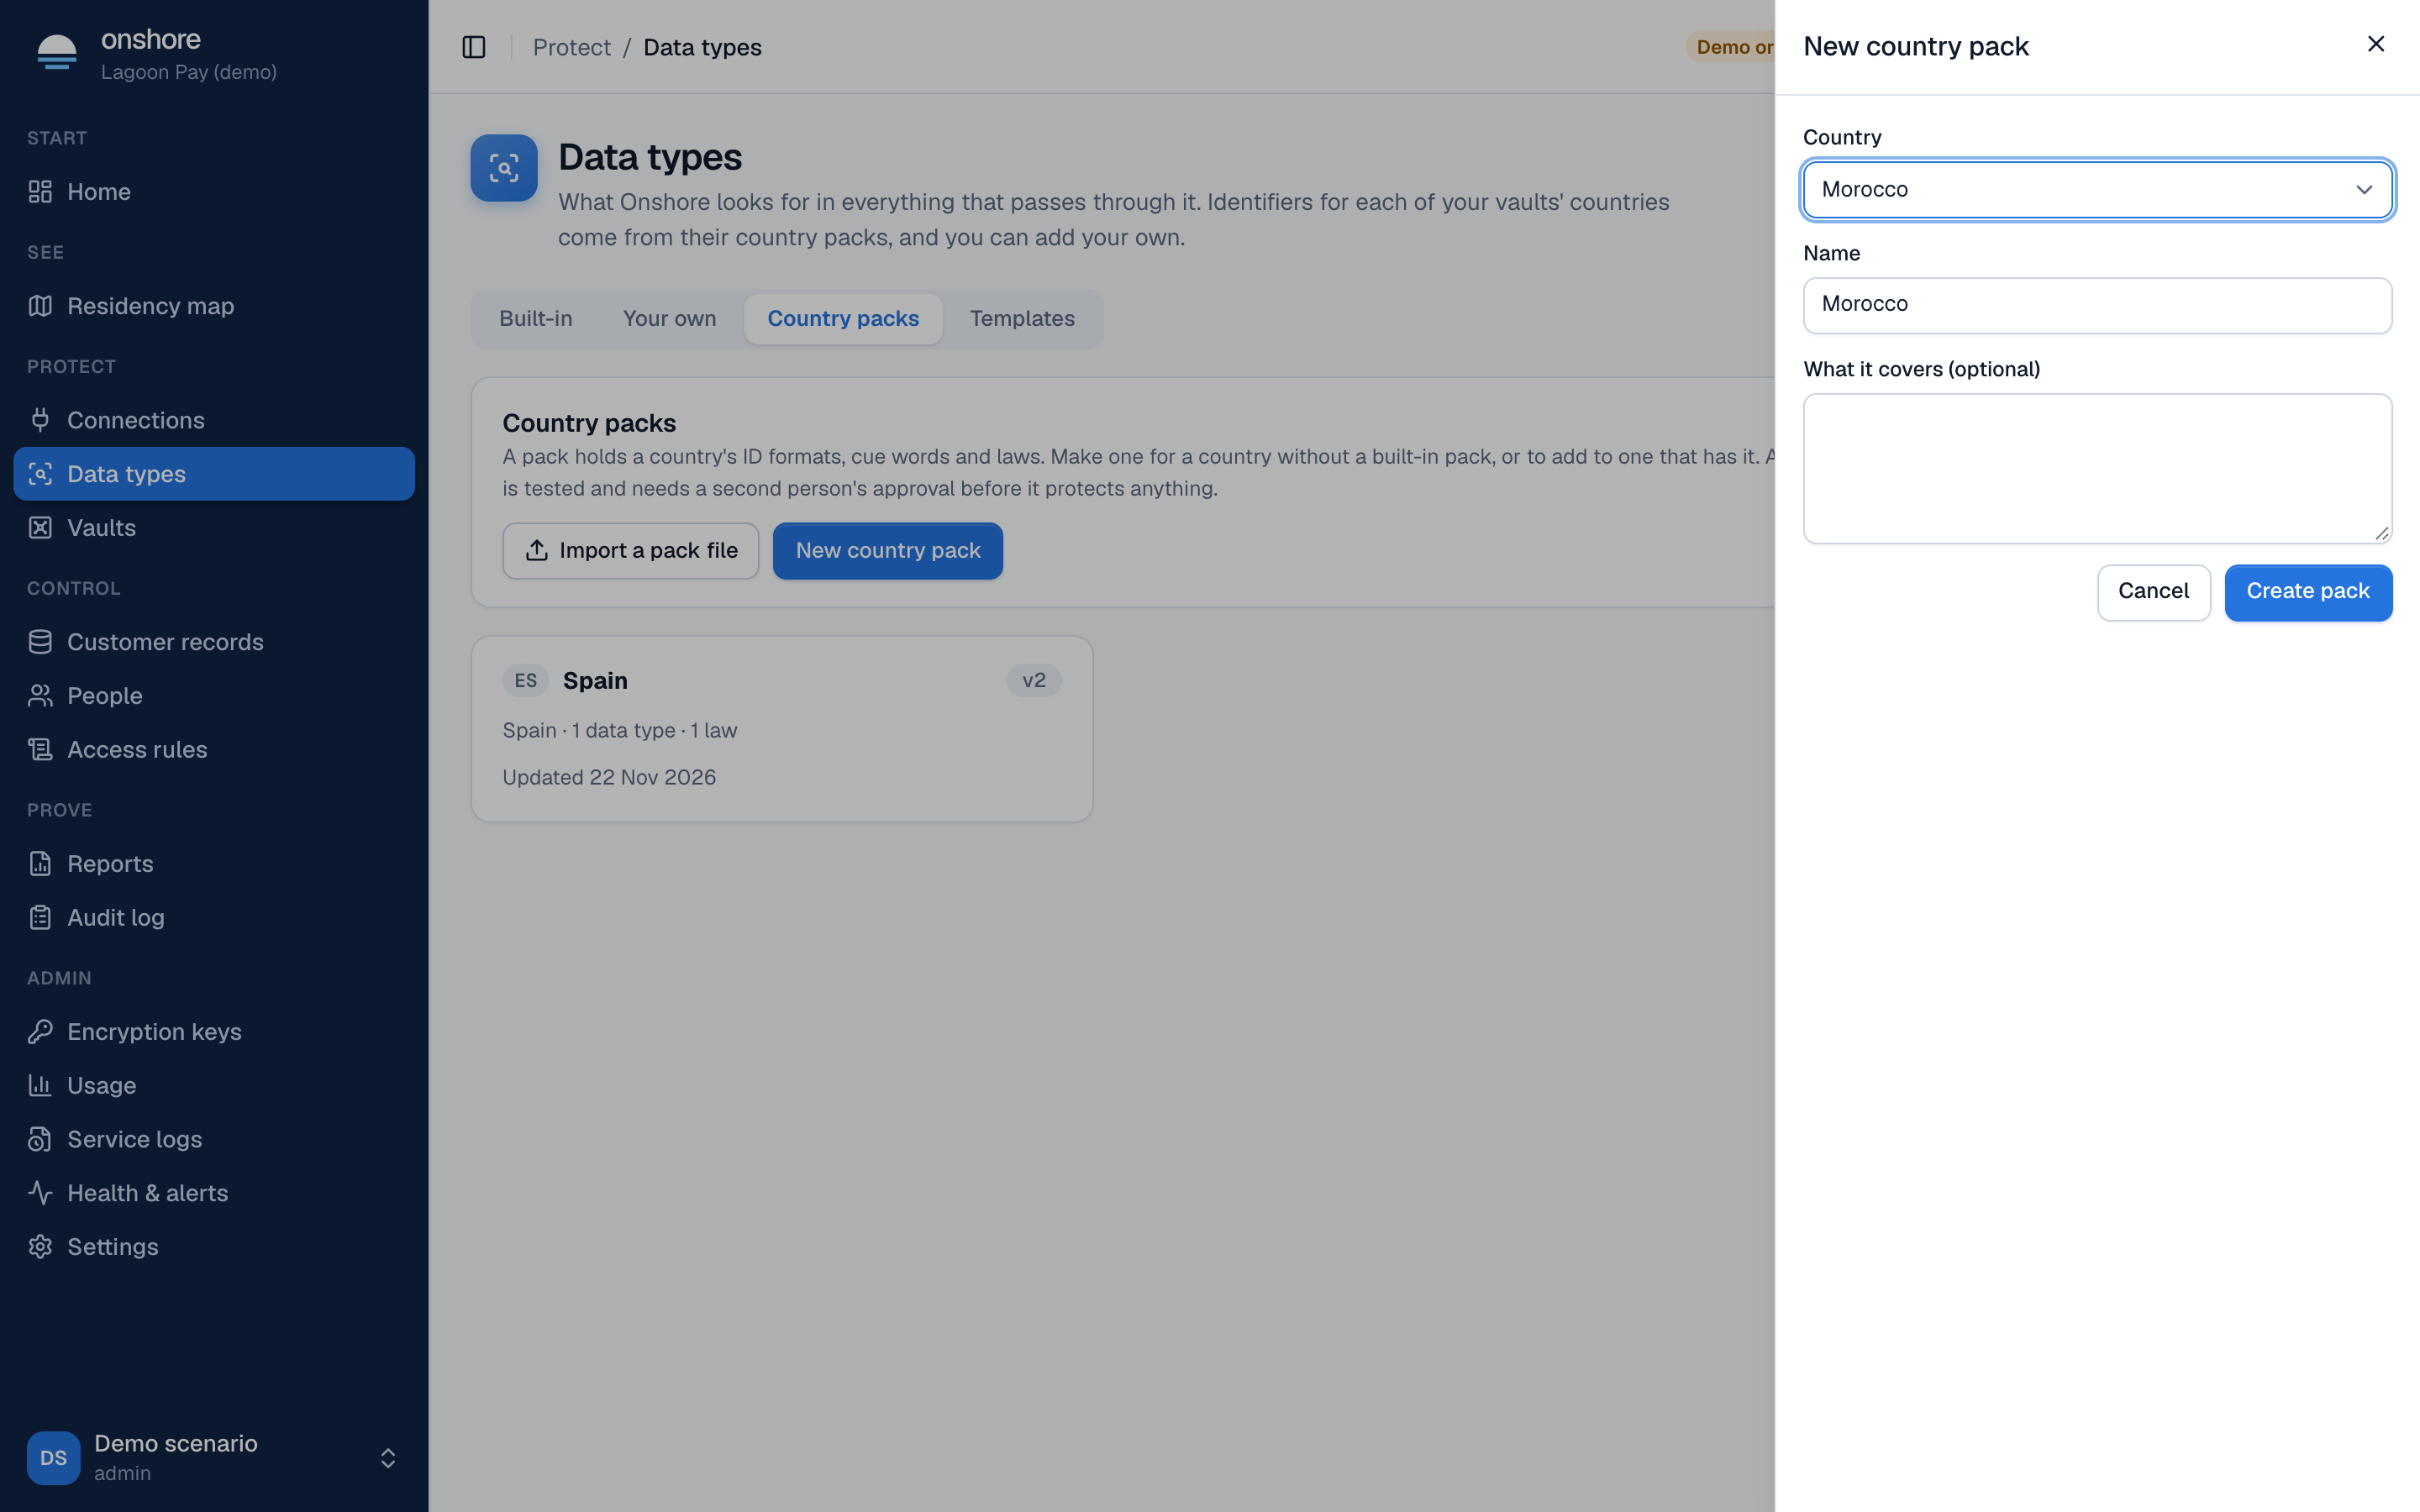 onshore
Lagoon Pay (demo)
START
Home
SEE
Residency map
PROTECT
Connections
Data types
Vaults
CONTROL
Customer records
People
Access rules
PROVE
Reports
Audit log
ADMIN
Encryption keys
Usage
Service logs
Health & alerts
Settings
DS
Demo scenario
admin
Protect / Data types
Demo or
Data types
What Onshore looks for in everything that passes through it. Identifiers for each of your vaults' countries
come from their country packs, and you can add your own.
Built-in
Your own
Country packs
Templates
Country packs
A pack holds a country's ID formats, cue words and laws. Make one for a country without a built-in pack, or to add to one that has it. A
is tested and needs a second person's approval before it protects anything.
Import a pack file
New country pack
ES
Spain
v2
Spain · 1 data type · 1 law
Updated 22 Nov 2026
New country pack
Country
Morocco
Name
Morocco
What it covers (optional)
Cancel
Create pack